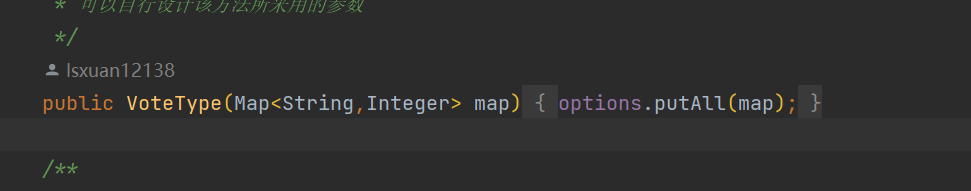 * 可以自行设计该方法所采用的参数
*/
lsxuan12138
public VoteType(Map<String,Integer> map) { options.putAll(map); }
/**